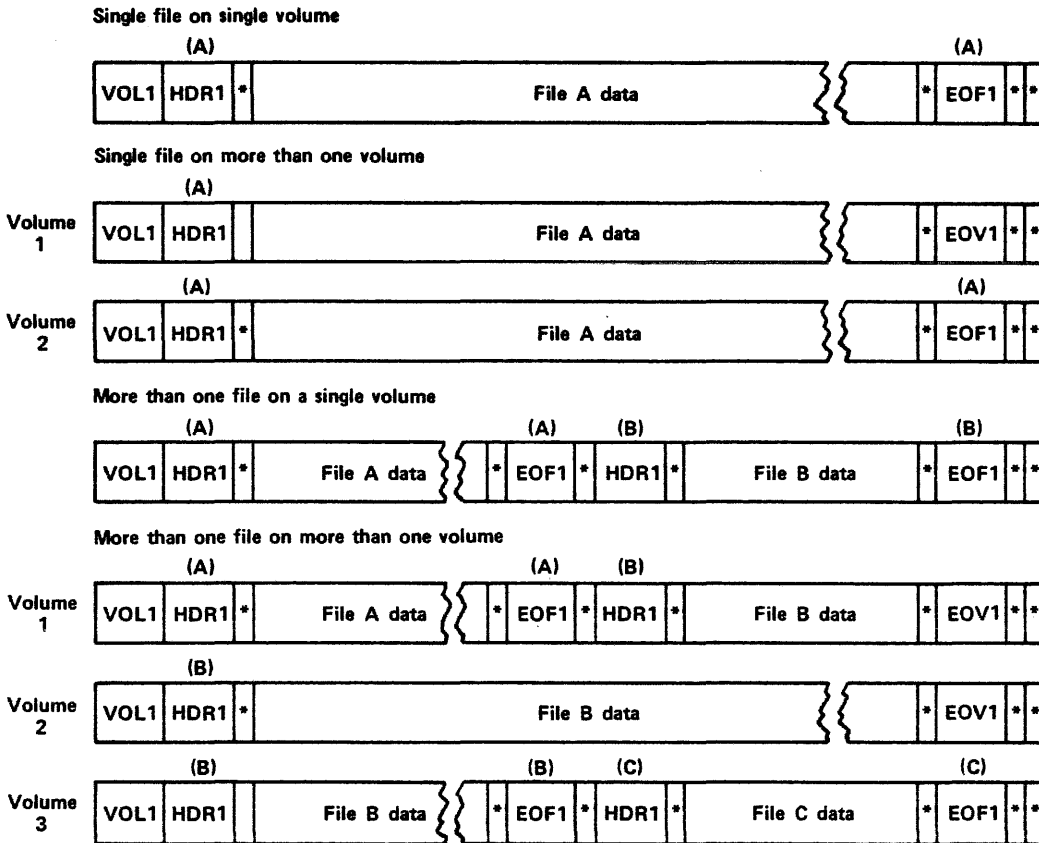 Single file on single volume
(A) (A)
VOL1 HDR1 * File A data * EOF1 * *
Single file on more than one volume
(A)
Volume 1 VOL1 HDR1 File A data * EOV1 * *
(A) (A)
Volume 2 VOL1 HDR1 * File A data * EOF1 * *
More than one file on a single volume
(A) (A) (B) (B)
VOL1 HDR1 * File A data * EOF1 * HDR1 * File B data * EOF1 * *
More than one file on more than one volume
(A) (A) (B)
Volume 1 VOL1 HDR1 * File A data * EOF1 * HDR1 * File B data * EOV1 * *
(B)
Volume 2 VOL1 HDR1 * File B data * EOV1 * *
(B) (B) (C) (C)
Volume 3 VOL1 HDR1 File B data * EOF1 * HDR1 * File C data * EOF1 * *